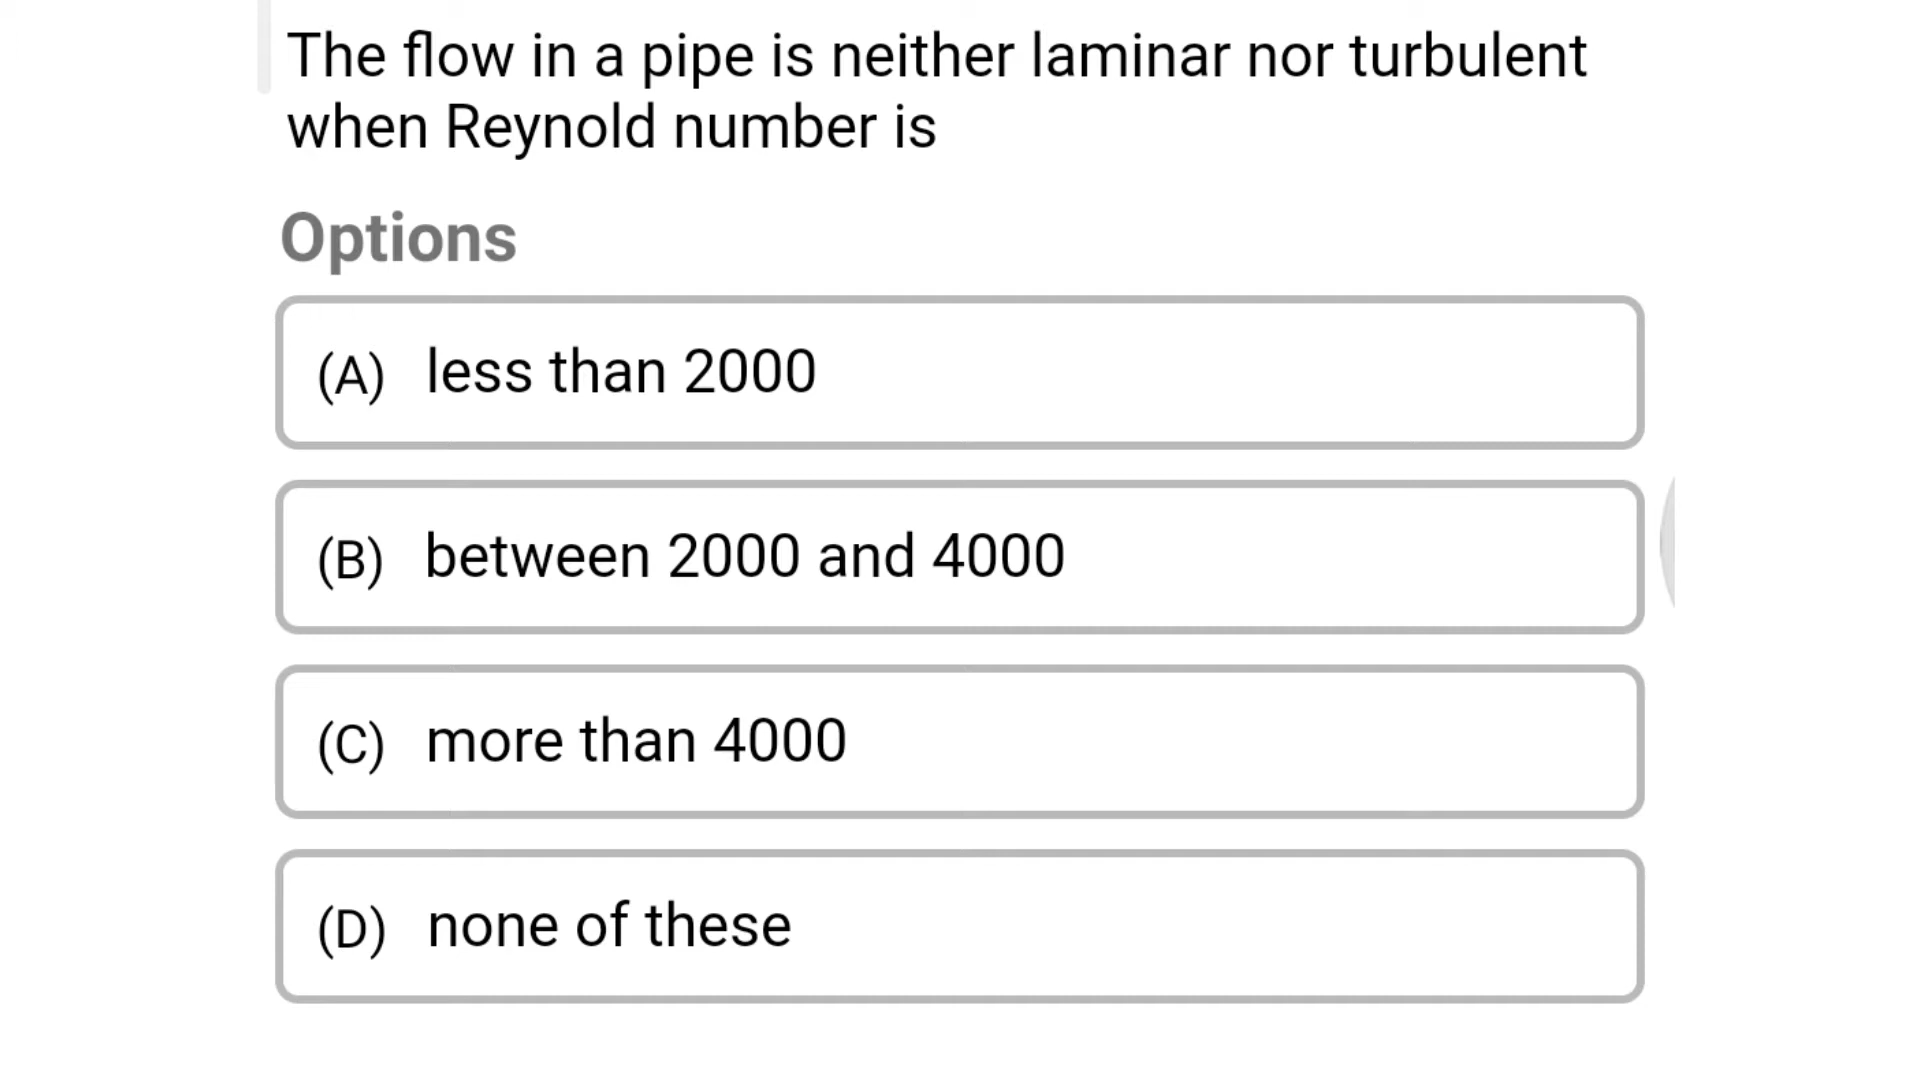 The flow in a pipe is neither laminar nor turbulent
when Reynold number is
Options
(A) less than 2000
(B) between 2000 and 4000
(C) more than 4000
(D) none of these